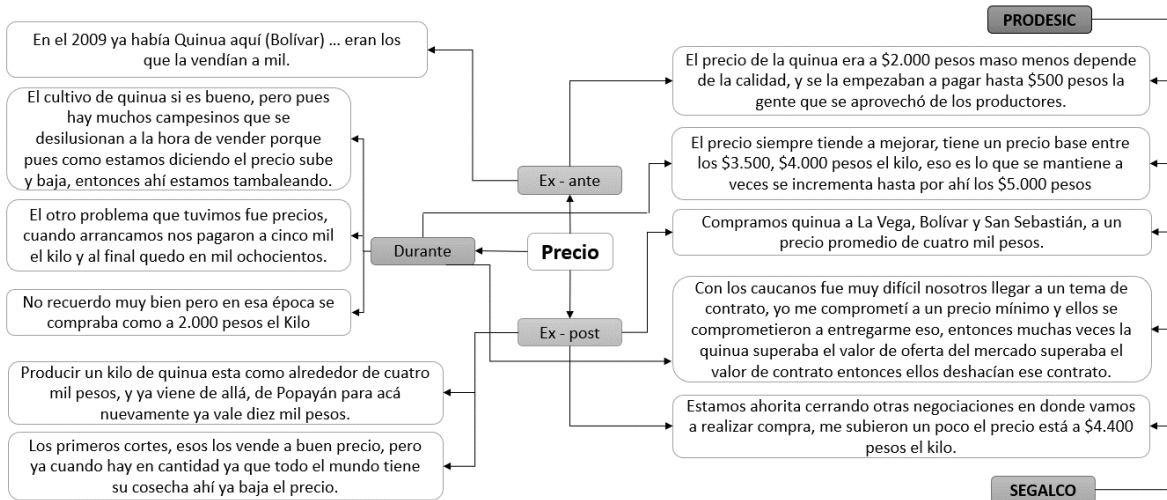 PRODESIC
En el 2009 ya había Quinua aquí (Bolívar) … eran los
que la vendían a mil.
El cultivo de quinua si es bueno, pero pues
hay muchos campesinos que se
desilusionan a la hora de vender porque
pues como estamos diciendo el precio sube
y baja, entonces ahí estamos tambaleando.
El otro problema que tuvimos fue precios,
cuando arrancamos nos pagaron a cinco mil
el kilo y al final quedo en mil ochocientos.
No recuerdo muy bien pero en esa época se
compraba como a 2.000 pesos el Kilo
Producir un kilo de quinua esta como alrededor de cuatro
mil pesos, y ya viene de allá, de Popayán para acá
nuevamente ya vale diez mil pesos.
Los primeros cortes, esos los vende a buen precio, pero
ya cuando hay en cantidad ya que todo el mundo tiene
su cosecha ahí ya baja el precio.
Ex - ante
Durante
Precio
Ex - post
El precio de la quinua era a $2.000 pesos maso menos depende
de la calidad, y se la empezaban a pagar hasta $500 pesos la
gente que se aprovechó de los productores.
El precio siempre tiende a mejorar, tiene un precio base entre
los $3.500, $4.000 pesos el kilo, eso es lo que se mantiene a
veces se incrementa hasta por ahí los $5.000 pesos
Compramos quinua a La Vega, Bolívar y San Sebastián, a un
precio promedio de cuatro mil pesos.
Con los caucanos fue muy difícil nosotros llegar a un tema de
contrato, yo me comprometí a un precio mínimo y ellos se
comprometieron a entregarme eso, entonces muchas veces la
quinua superaba el valor de oferta del mercado superaba el
valor de contrato entonces ellos deshacían ese contrato.
Estamos ahorita cerrando otras negociaciones en donde vamos
a realizar compra, me subieron un poco el precio está a $4.400
pesos el kilo.
SEGALCO